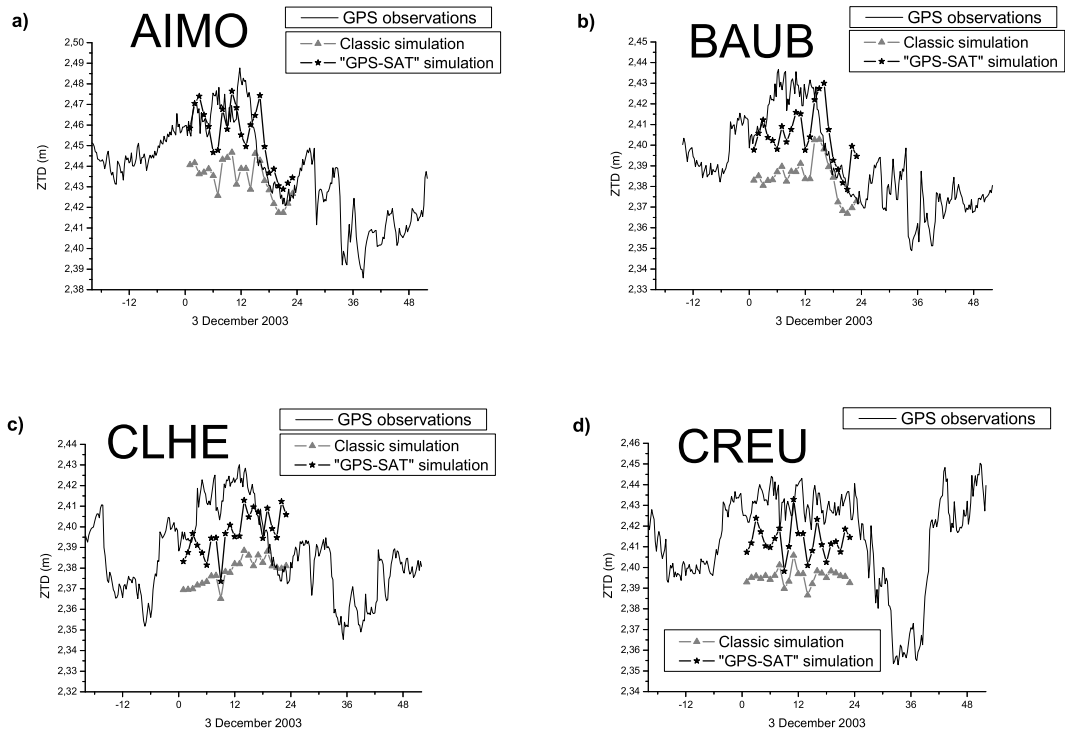 a)
AIMO
GPS observations
Classic simulation
"GPS-SAT" simulation
2,50
2,49
2,48
2,47
2,46
2,45
2,44
2,43
2,42
2,41
2,40
2,39
2,38
ZTD (m)
-12 0 12 24 36 48
3 December 2003
b)
BAUB
GPS observations
Classic simulation
"GPS-SAT" simulation
2,45
2,44
2,43
2,42
2,41
2,40
2,39
2,38
2,37
2,36
2,35
2,34
2,33
ZTD (m)
-12 0 12 24 36 48
3 December 2003
c)
CLHE
GPS observations
Classic simulation
"GPS-SAT" simulation
2,44
2,43
2,42
2,41
2,40
2,39
2,38
2,37
2,36
2,35
2,34
2,33
2,32
ZTD (m)
-12 0 12 24 36 48
3 December 2003
d)
CREU
GPS observations
2,46
2,45
2,44
2,43
2,42
2,41
2,40
2,39
2,38
2,37
2,36
2,35
2,34
ZTD (m)
Classic simulation
"GPS-SAT" simulation
-12 0 12 24 36 48
3 December 2003